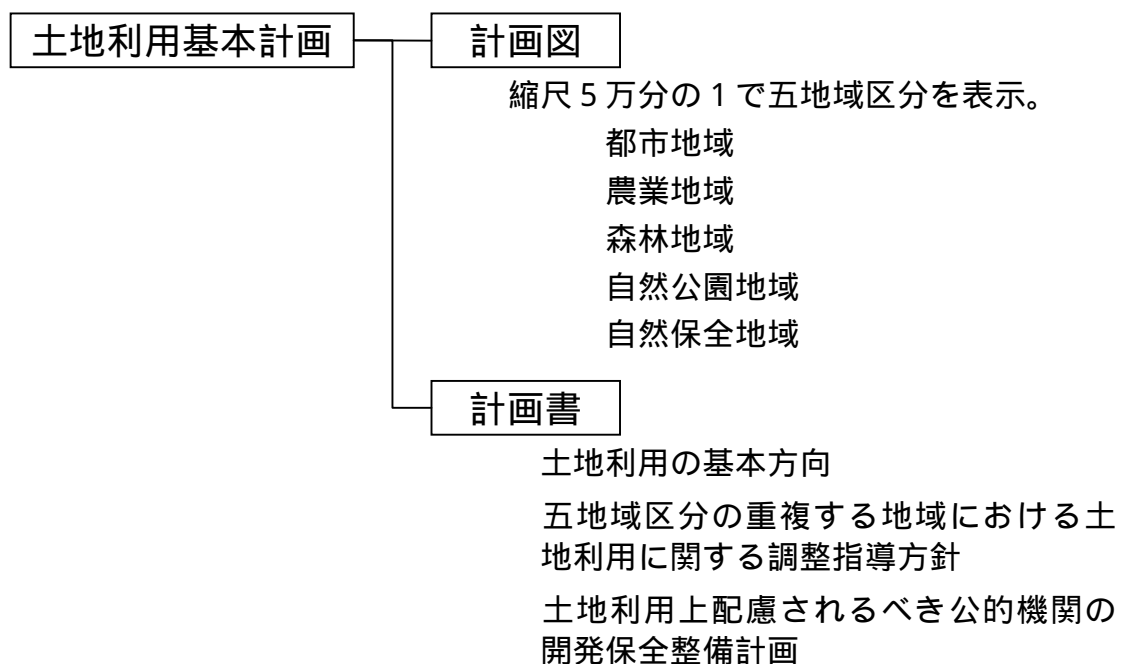 土地利用基本計画
計画図
縮尺５万分の１で五地域区分を表示。
都市地域
農業地域
森林地域
自然公園地域
自然保全地域
計画書
土地利用の基本方向
五地域区分の重複する地域における土
地利用に関する調整指導方針
土地利用上配慮されるべき公的機関の
開発保全整備計画